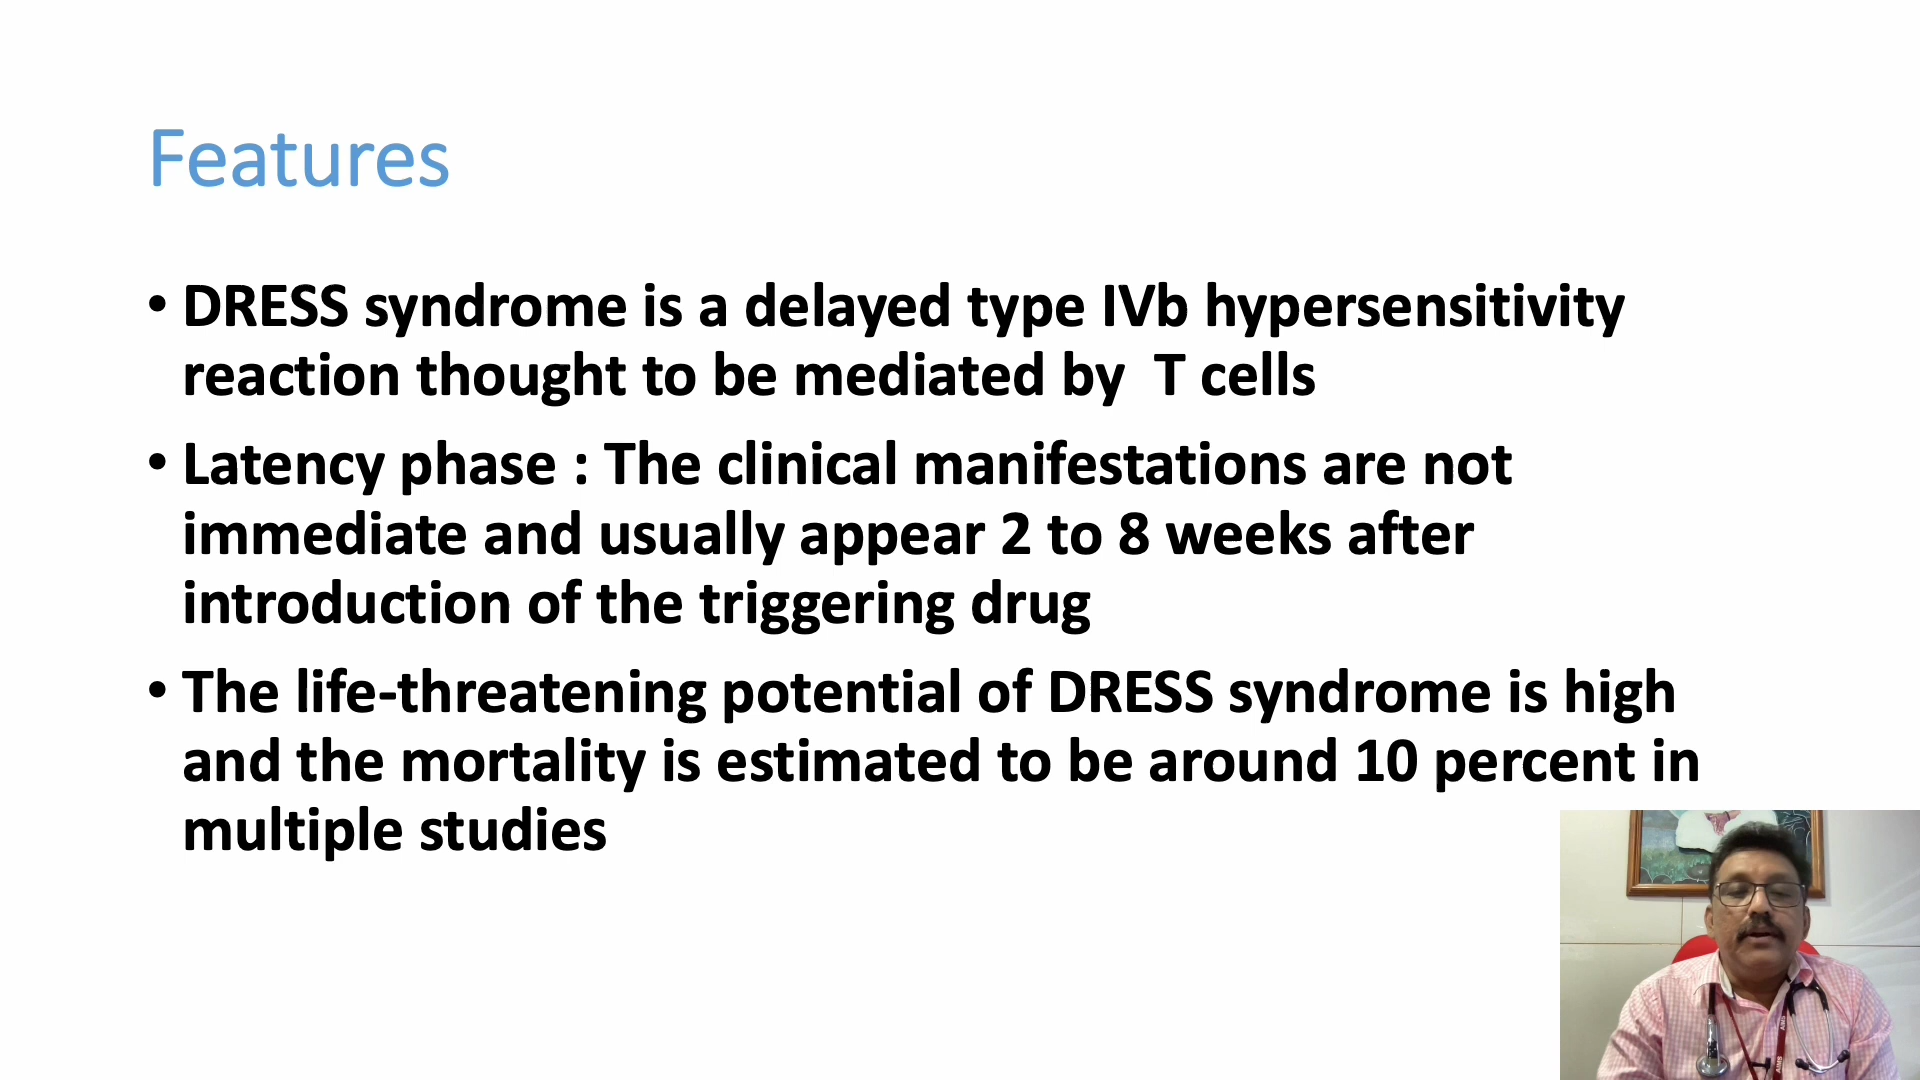 Features
• DRESS syndrome is a delayed type IVb hypersensitivity
reaction thought to be mediated by  T cells
• Latency phase : The clinical manifestations are not
immediate and usually appear 2 to 8 weeks after
introduction of the triggering drug
• The life-threatening potential of DRESS syndrome is high
and the mortality is estimated to be around 10 percent in
multiple studies